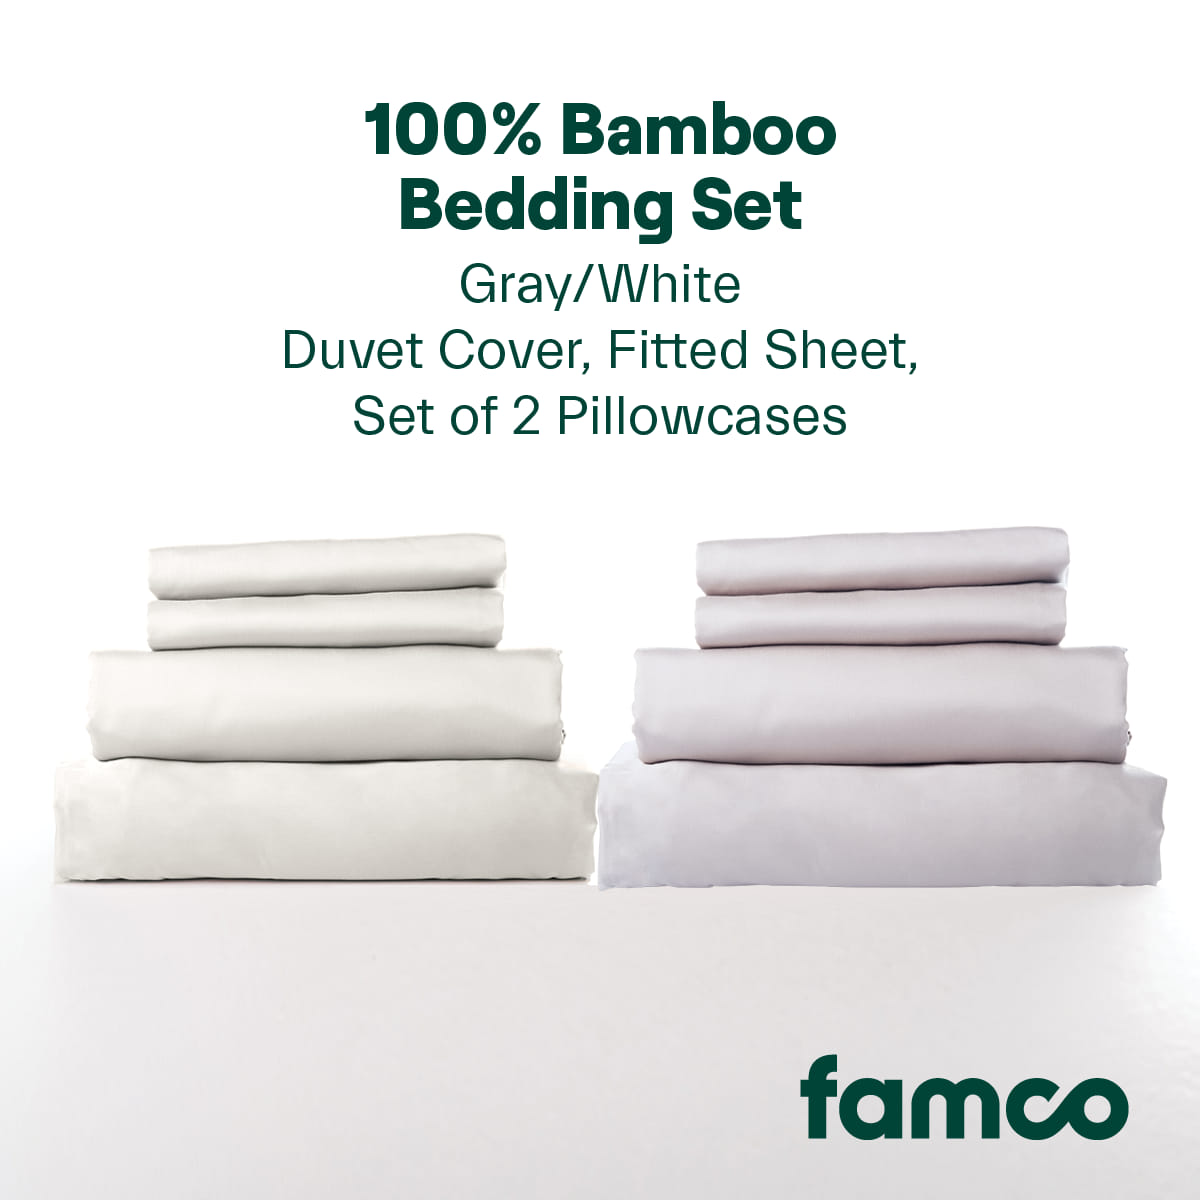 100% Bamboo
Bedding Set
Gray/White
Duvet Cover, Fitted Sheet,
Set of 2 Pillowcases
famco